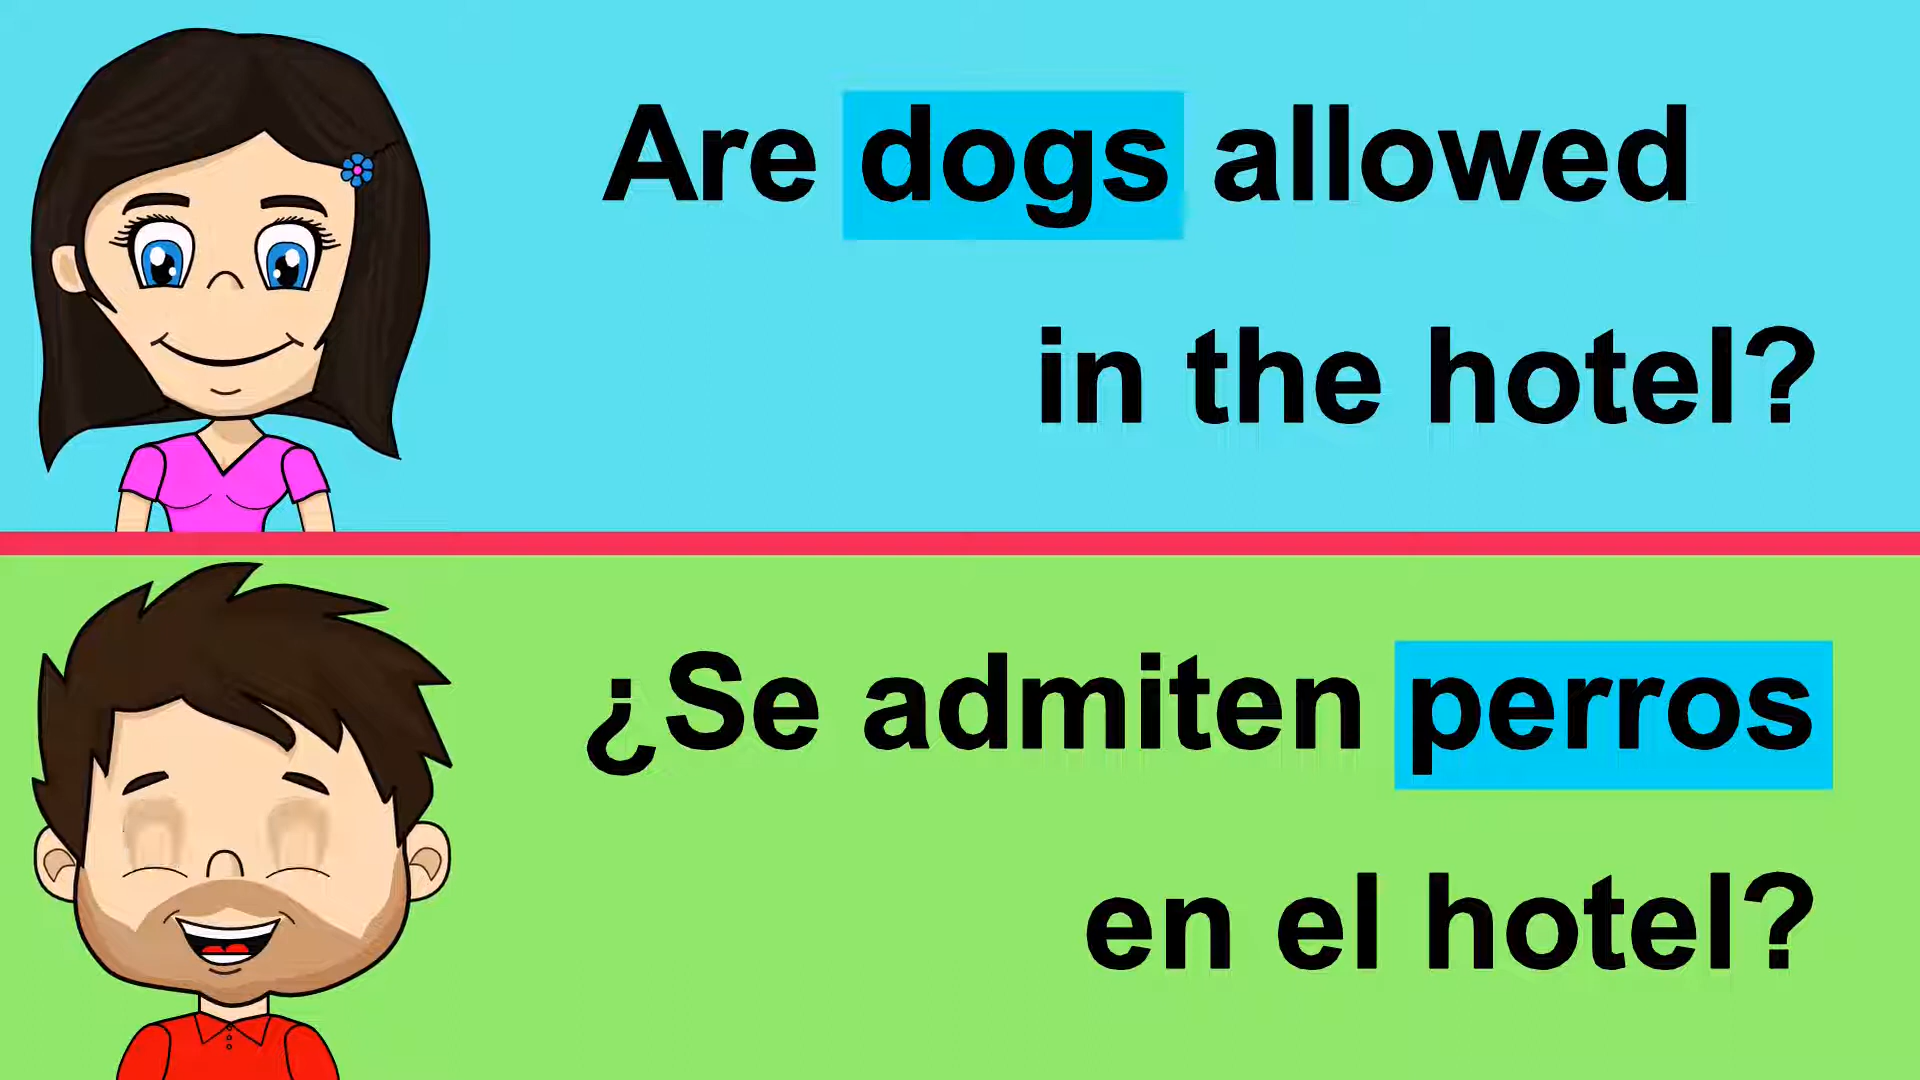 Are dogs allowed
in the hotel?
¿Se admiten perros
en el hotel?